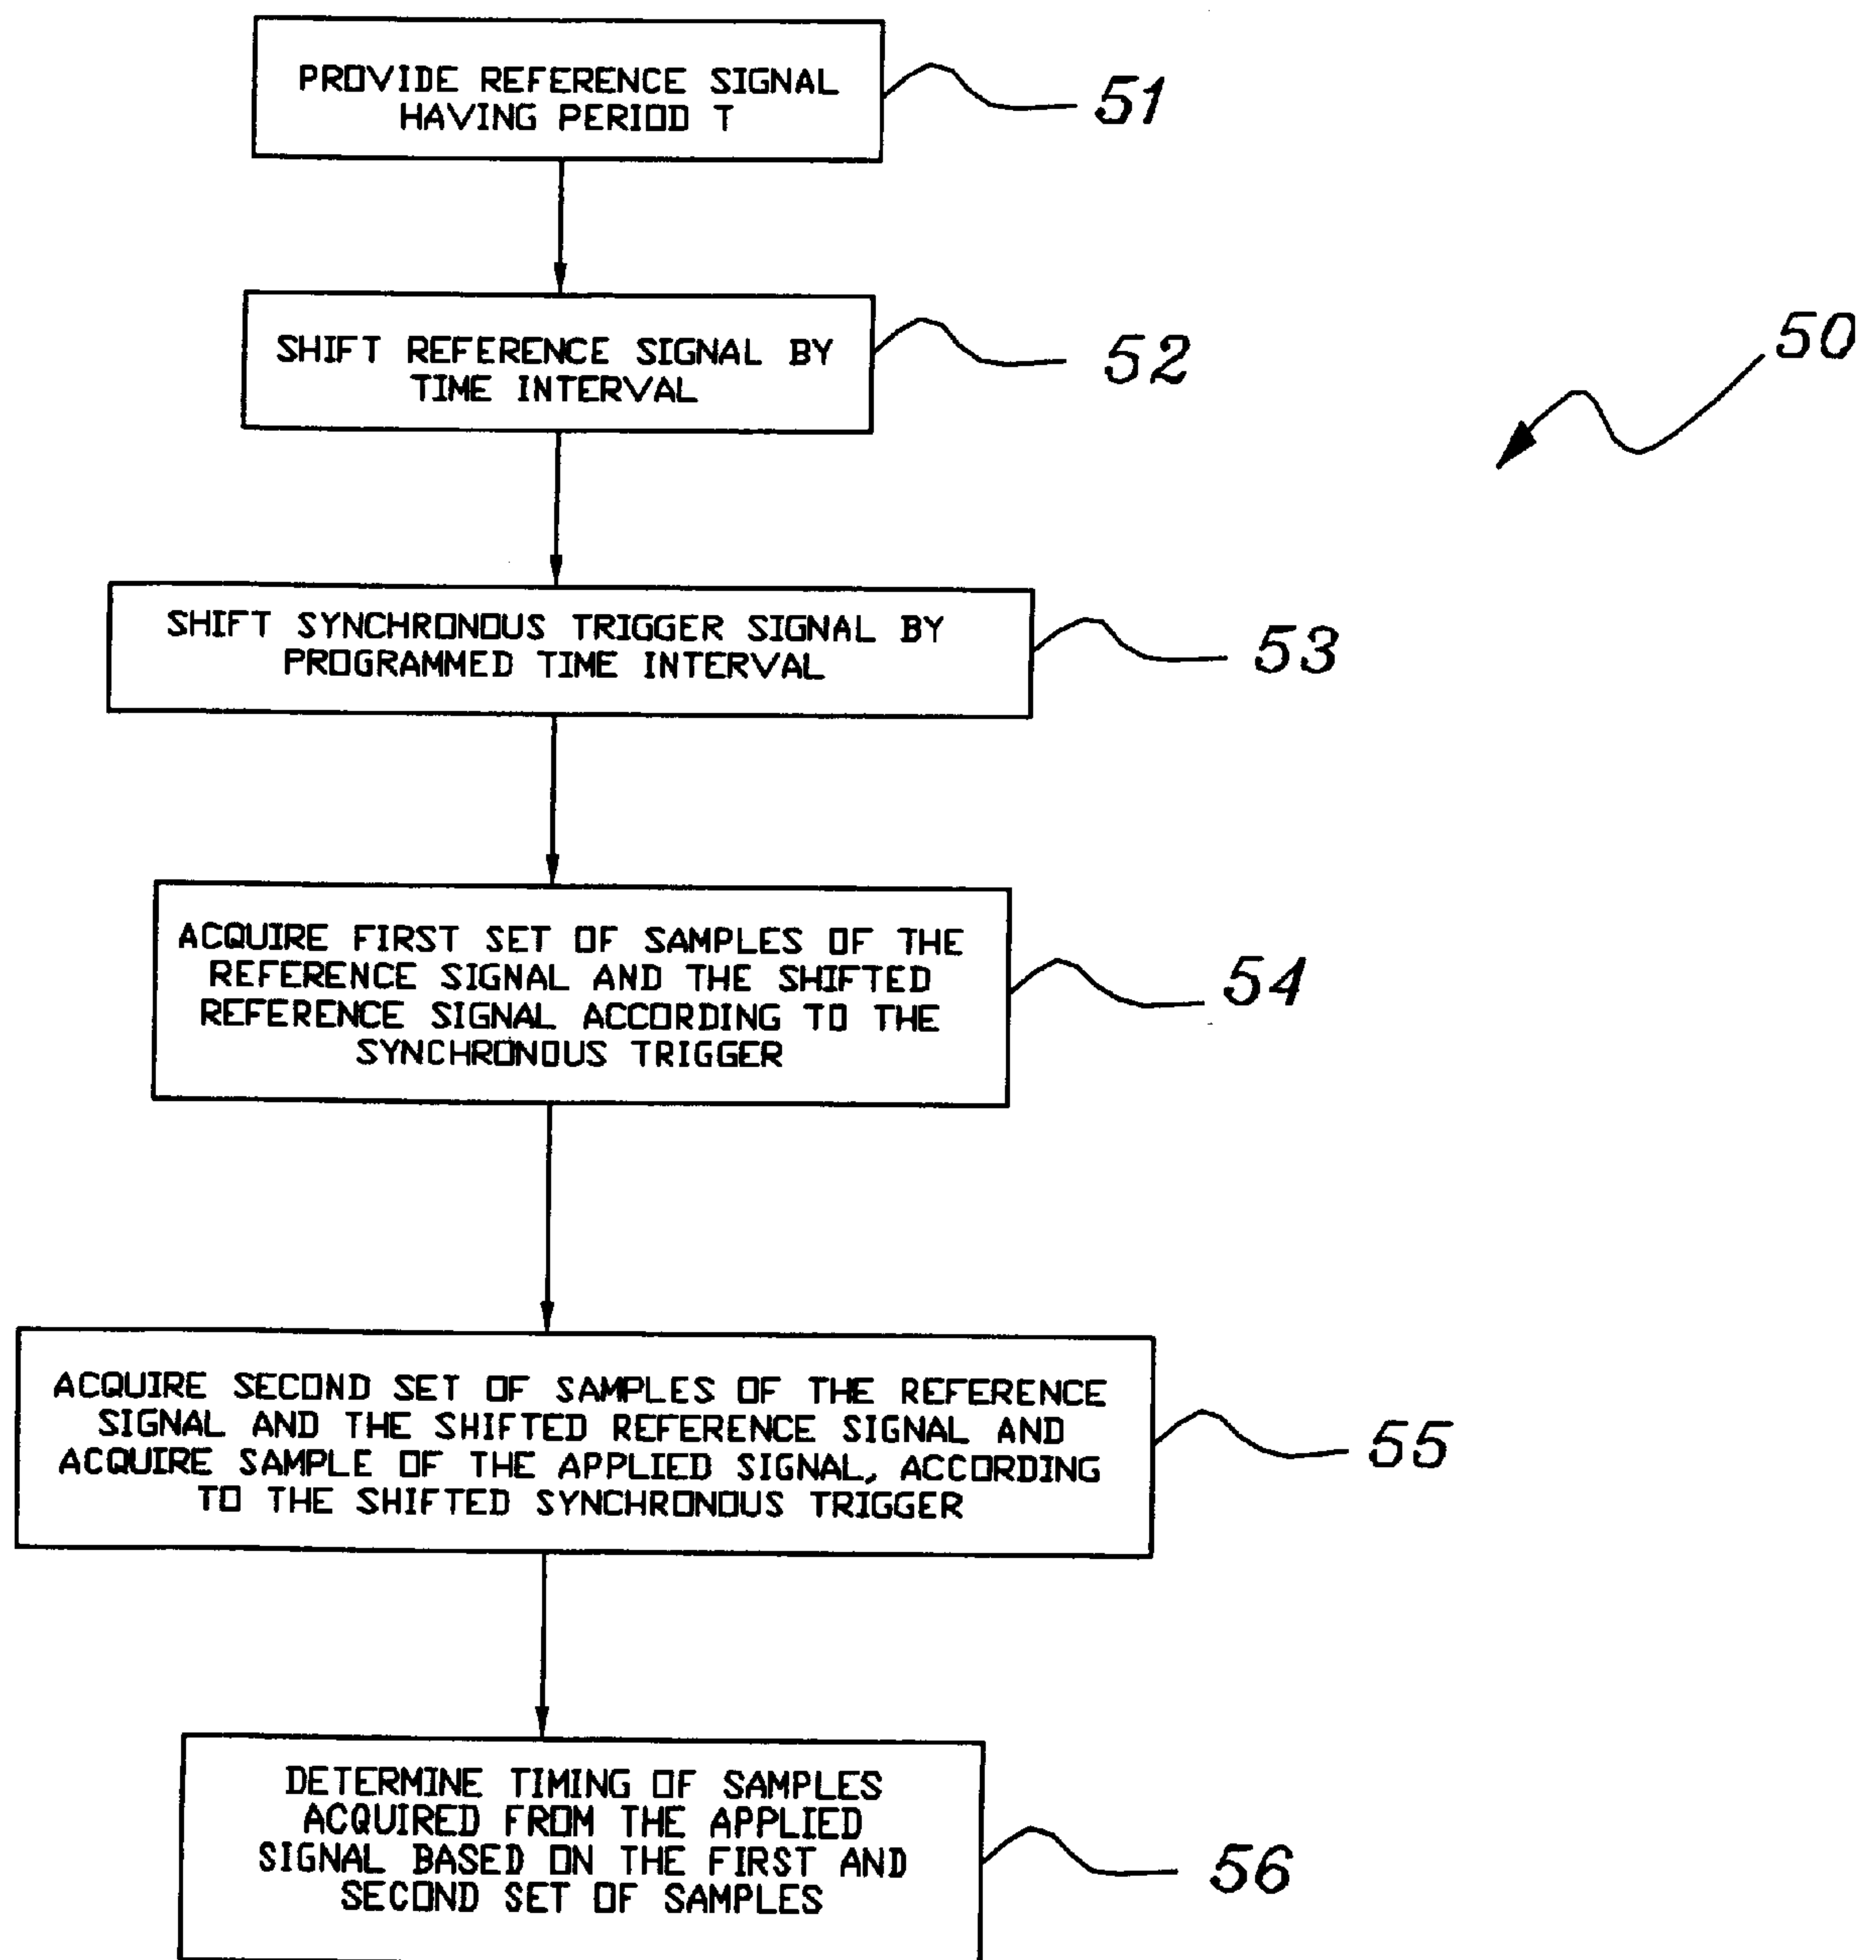 PROVIDE REFERENCE SIGNAL
HAVING PERIOD T
51
SHIFT REFERENCE SIGNAL BY
TIME INTERVAL
52
50
SHIFT SYNCHRONOUS TRIGGER SIGNAL BY
PROGRAMMED TIME INTERVAL
53
ACQUIRE FIRST SET OF SAMPLES OF THE
REFERENCE SIGNAL AND THE SHIFTED
REFERENCE SIGNAL ACCORDING TO THE
SYNCHRONOUS TRIGGER
54
ACQUIRE SECOND SET OF SAMPLES OF THE REFERENCE
SIGNAL AND THE SHIFTED REFERENCE SIGNAL AND
ACQUIRE SAMPLE OF THE APPLIED SIGNAL, ACCORDING
TO THE SHIFTED SYNCHRONOUS TRIGGER
55
DETERMINE TIMING OF SAMPLES
ACQUIRED FROM THE APPLIED
SIGNAL BASED ON THE FIRST AND
SECOND SET OF SAMPLES
56